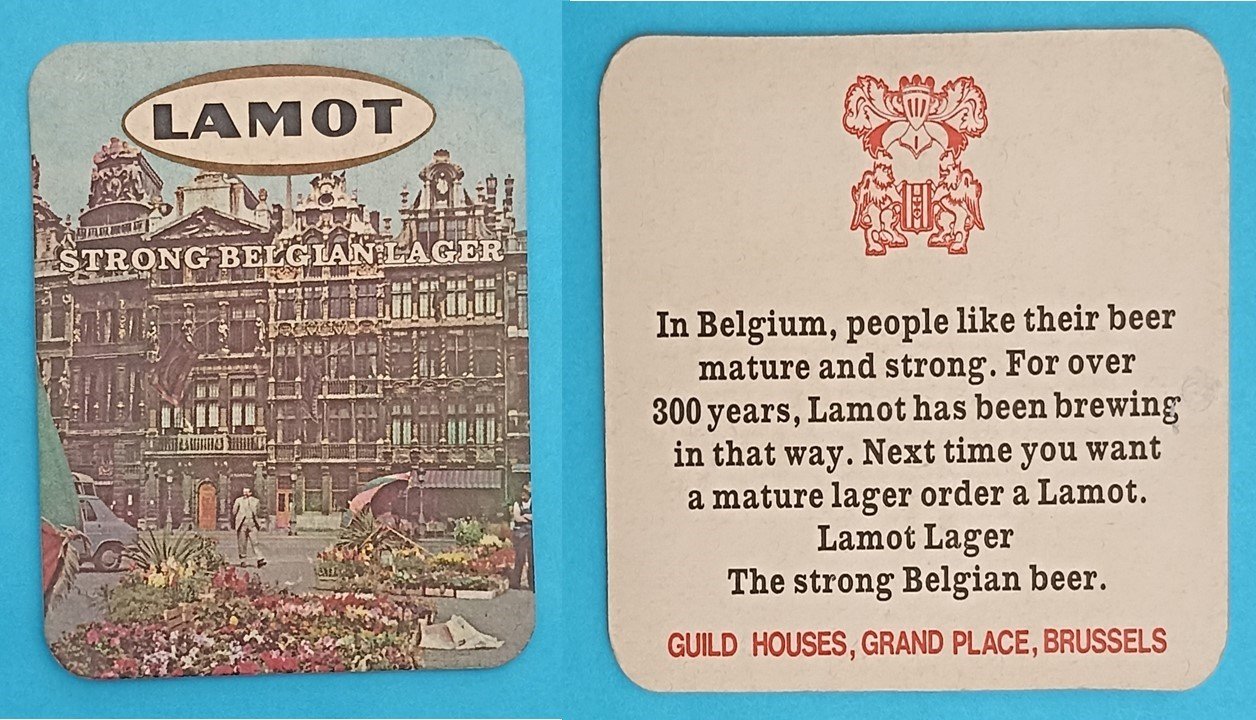 LAMOT
STRONG BELGIAN LAGER
In Belgium, people like their beer
mature and strong. For over
300 years, Lamot has been brewing
in that way. Next time you want
a mature lager order a Lamot.
Lamot Lager
The strong Belgian beer.
GUILD HOUSES, GRAND PLACE, BRUSSELS